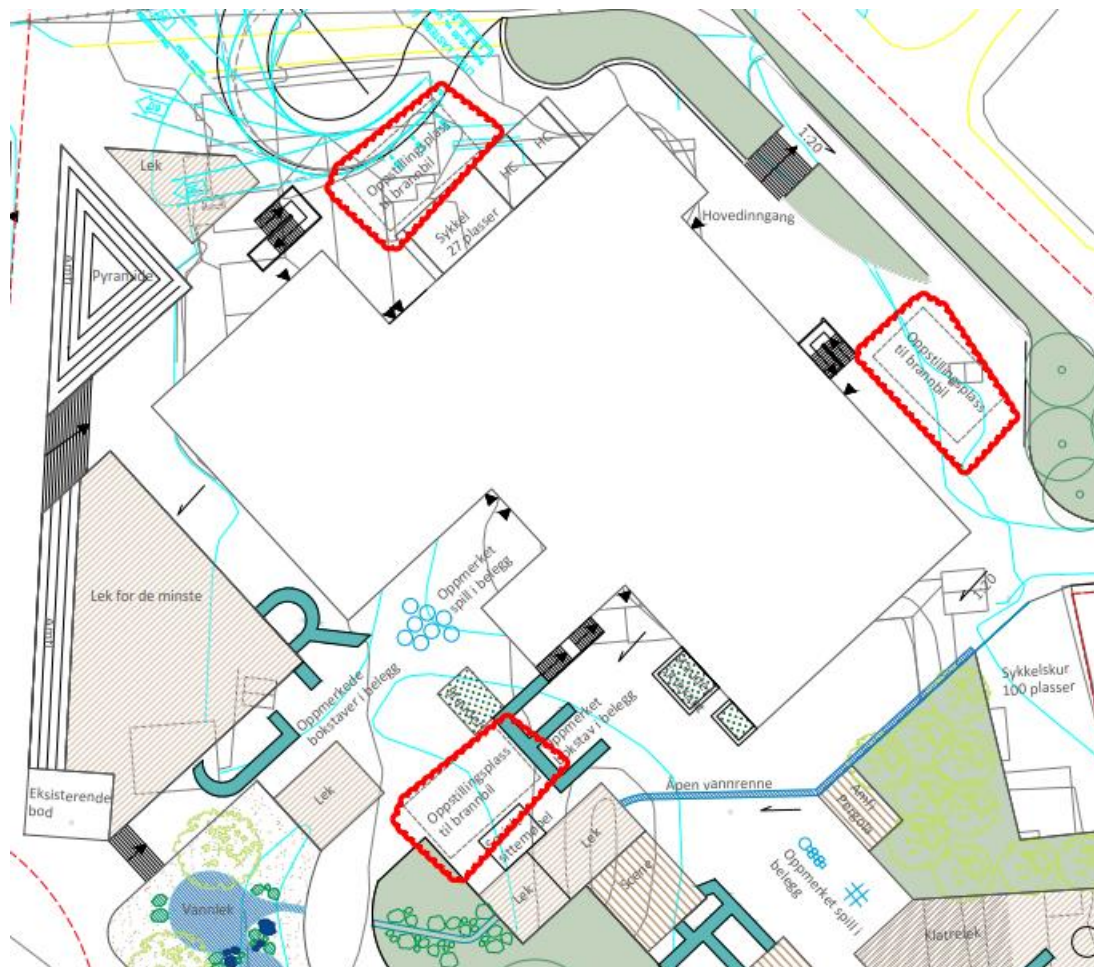 1:20
HC
HC
Oppstillingsplass
til brannbil
Lek
Sykkel
27 plasser
Hovedinngang
Pyramide
Oppstillingsplass
til brannbil
Oppmerket
spill i belegg
1:20
Lek for de minste
Sykkelskur
100 plasser
Oppmerkede
bokstaver i belegg
Oppmerket
bokstav i belegg
Oppstillingsplass
til brannbil
Åpen vannrenne
Eksisterende
bod
Lek
sittemøbel
Lek
Amfi
pergola
Scene
Lek
Oppmerket spill i
belegg
Vannlek
Klatrelek